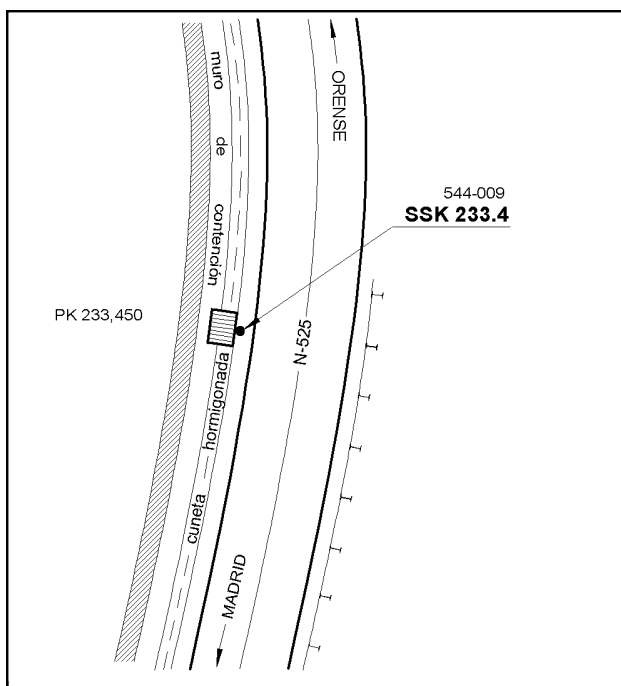 muro de contención
ORENSE
544-009
SSK 233.4
PK 233,450
N-525
cuneta hormigonada
MADRID